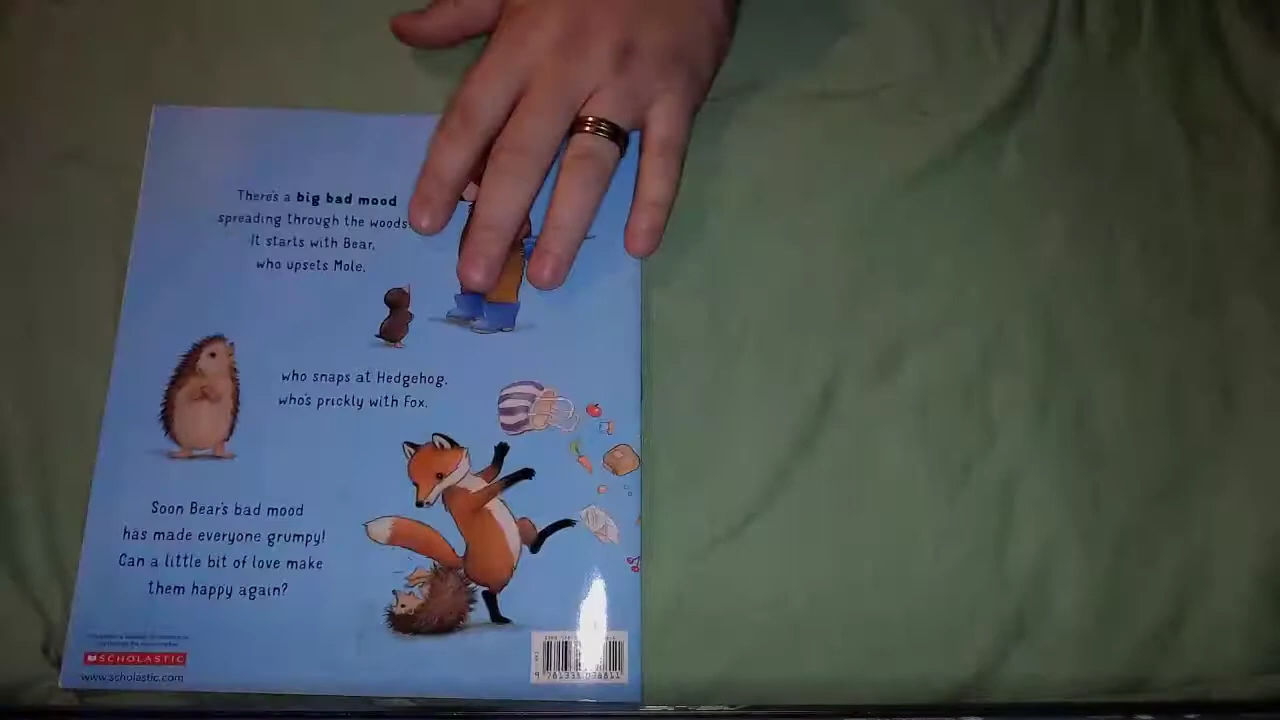 There's a big bad mood
spreading through the woods.
It starts with Bear,
who upsets Mole,
who snaps at Hedgehog,
who's prickly with Fox.
Soon Bear's bad mood
has made everyone grumpy!
Can a little bit of love make
them happy again?
SCHOLASTIC
www.scholastic.com